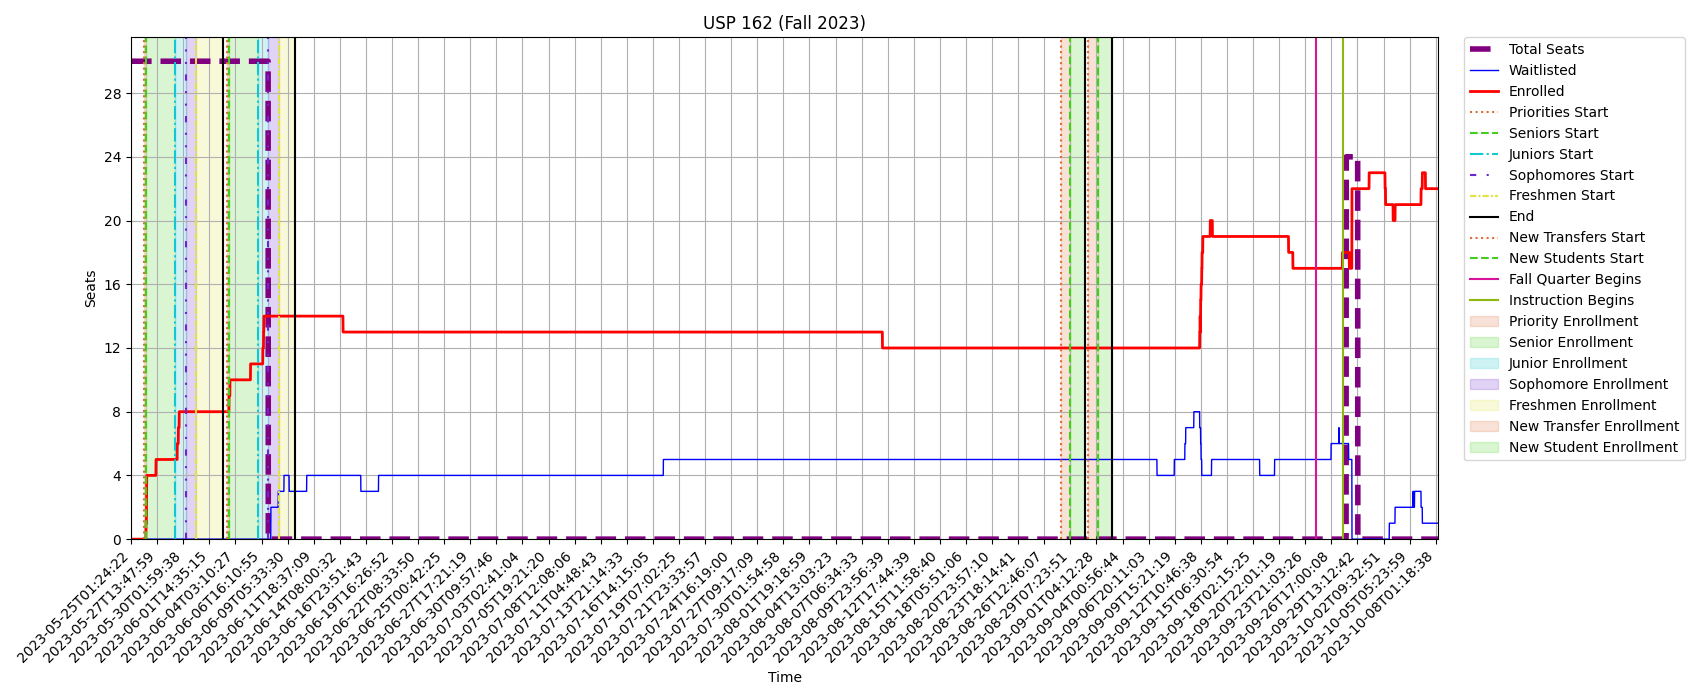 USP 162 (Fall 2023)
Seats
28
24
20
16
12
8
4
0
2023-05-25T01:24:22
2023-05-27T13:47:59
2023-05-30T01:59:38
2023-06-01T14:35:15
2023-06-04T03:10:27
2023-06-06T16:10:55
2023-06-09T05:33:30
2023-06-11T18:37:09
2023-06-14T08:00:32
2023-06-16T23:51:43
2023-06-19T16:26:52
2023-06-22T08:33:50
2023-06-25T00:42:25
2023-06-27T17:21:19
2023-06-30T09:57:46
2023-07-03T02:41:04
2023-07-05T19:21:20
2023-07-08T12:08:06
2023-07-11T04:48:43
2023-07-13T21:14:33
2023-07-16T14:15:05
2023-07-19T07:02:25
2023-07-21T23:33:57
2023-07-24T16:19:00
2023-07-27T09:17:09
2023-07-30T01:54:58
2023-08-01T19:18:59
2023-08-04T13:03:23
2023-08-07T06:34:33
2023-08-09T23:56:39
2023-08-12T17:44:39
2023-08-15T11:58:40
2023-08-18T05:51:06
2023-08-20T23:57:10
2023-08-23T18:14:41
2023-08-26T12:46:07
2023-08-29T07:23:51
2023-09-01T04:12:28
2023-09-04T00:56:44
2023-09-06T20:11:03
2023-09-09T15:21:19
2023-09-12T10:46:38
2023-09-15T06:30:54
2023-09-18T02:15:25
2023-09-20T22:01:19
2023-09-23T21:03:26
2023-09-26T17:00:08
2023-09-29T13:12:42
2023-10-02T09:32:51
2023-10-05T05:23:59
2023-10-08T01:18:38
Time
Total Seats
Waitlisted
Enrolled
Priorities Start
Seniors Start
Juniors Start
Sophomores Start
Freshmen Start
End
New Transfers Start
New Students Start
Fall Quarter Begins
Instruction Begins
Priority Enrollment
Senior Enrollment
Junior Enrollment
Sophomore Enrollment
Freshmen Enrollment
New Transfer Enrollment
New Student Enrollment